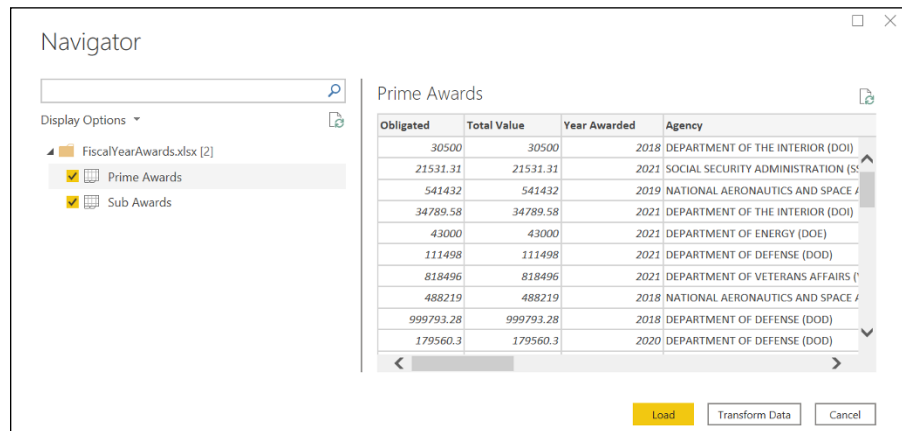 Navigator
Display Options
FiscalYearAwards.xlsx [2]
Prime Awards
Sub Awards
Prime Awards
Obligated Total Value Year Awarded Agency
30500 30500 2018 DEPARTMENT OF THE INTERIOR (DOI)
21531.31 21531.31 2021 SOCIAL SECURITY ADMINISTRATION (SS
541432 541432 2019 NATIONAL AERONAUTICS AND SPACE A
34789.58 34789.58 2021 DEPARTMENT OF THE INTERIOR (DOI)
43000 43000 2021 DEPARTMENT OF ENERGY (DOE)
111498 111498 2021 DEPARTMENT OF DEFENSE (DOD)
818496 818496 2021 DEPARTMENT OF VETERANS AFFAIRS (
488219 488219 2018 NATIONAL AERONAUTICS AND SPACE A
999793.28 999793.28 2018 DEPARTMENT OF DEFENSE (DOD)
179560.3 179560.3 2020 DEPARTMENT OF DEFENSE (DOD)
Load Transform Data Cancel